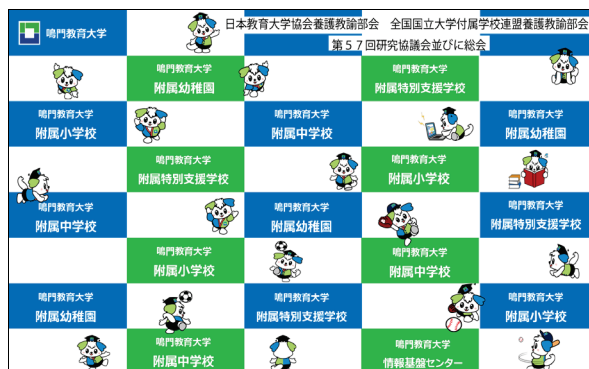 鳴門教育大学
日本教育大学協会養護教諭部会 全国国立大学付属学校連盟養護教諭部会
第57回研究協議会並びに総会
鳴門教育大学
附属幼稚園
鳴門教育大学
附属特別支援学校
鳴門教育大学
附属小学校
鳴門教育大学
附属中学校
鳴門教育大学
附属幼稚園
鳴門教育大学
附属特別支援学校
鳴門教育大学
附属小学校
鳴門教育大学
附属中学校
鳴門教育大学
附属幼稚園
鳴門教育大学
附属特別支援学校
鳴門教育大学
附属小学校
鳴門教育大学
附属中学校
鳴門教育大学
附属幼稚園
鳴門教育大学
附属特別支援学校
鳴門教育大学
附属小学校
鳴門教育大学
附属中学校
鳴門教育大学
情報基盤センター